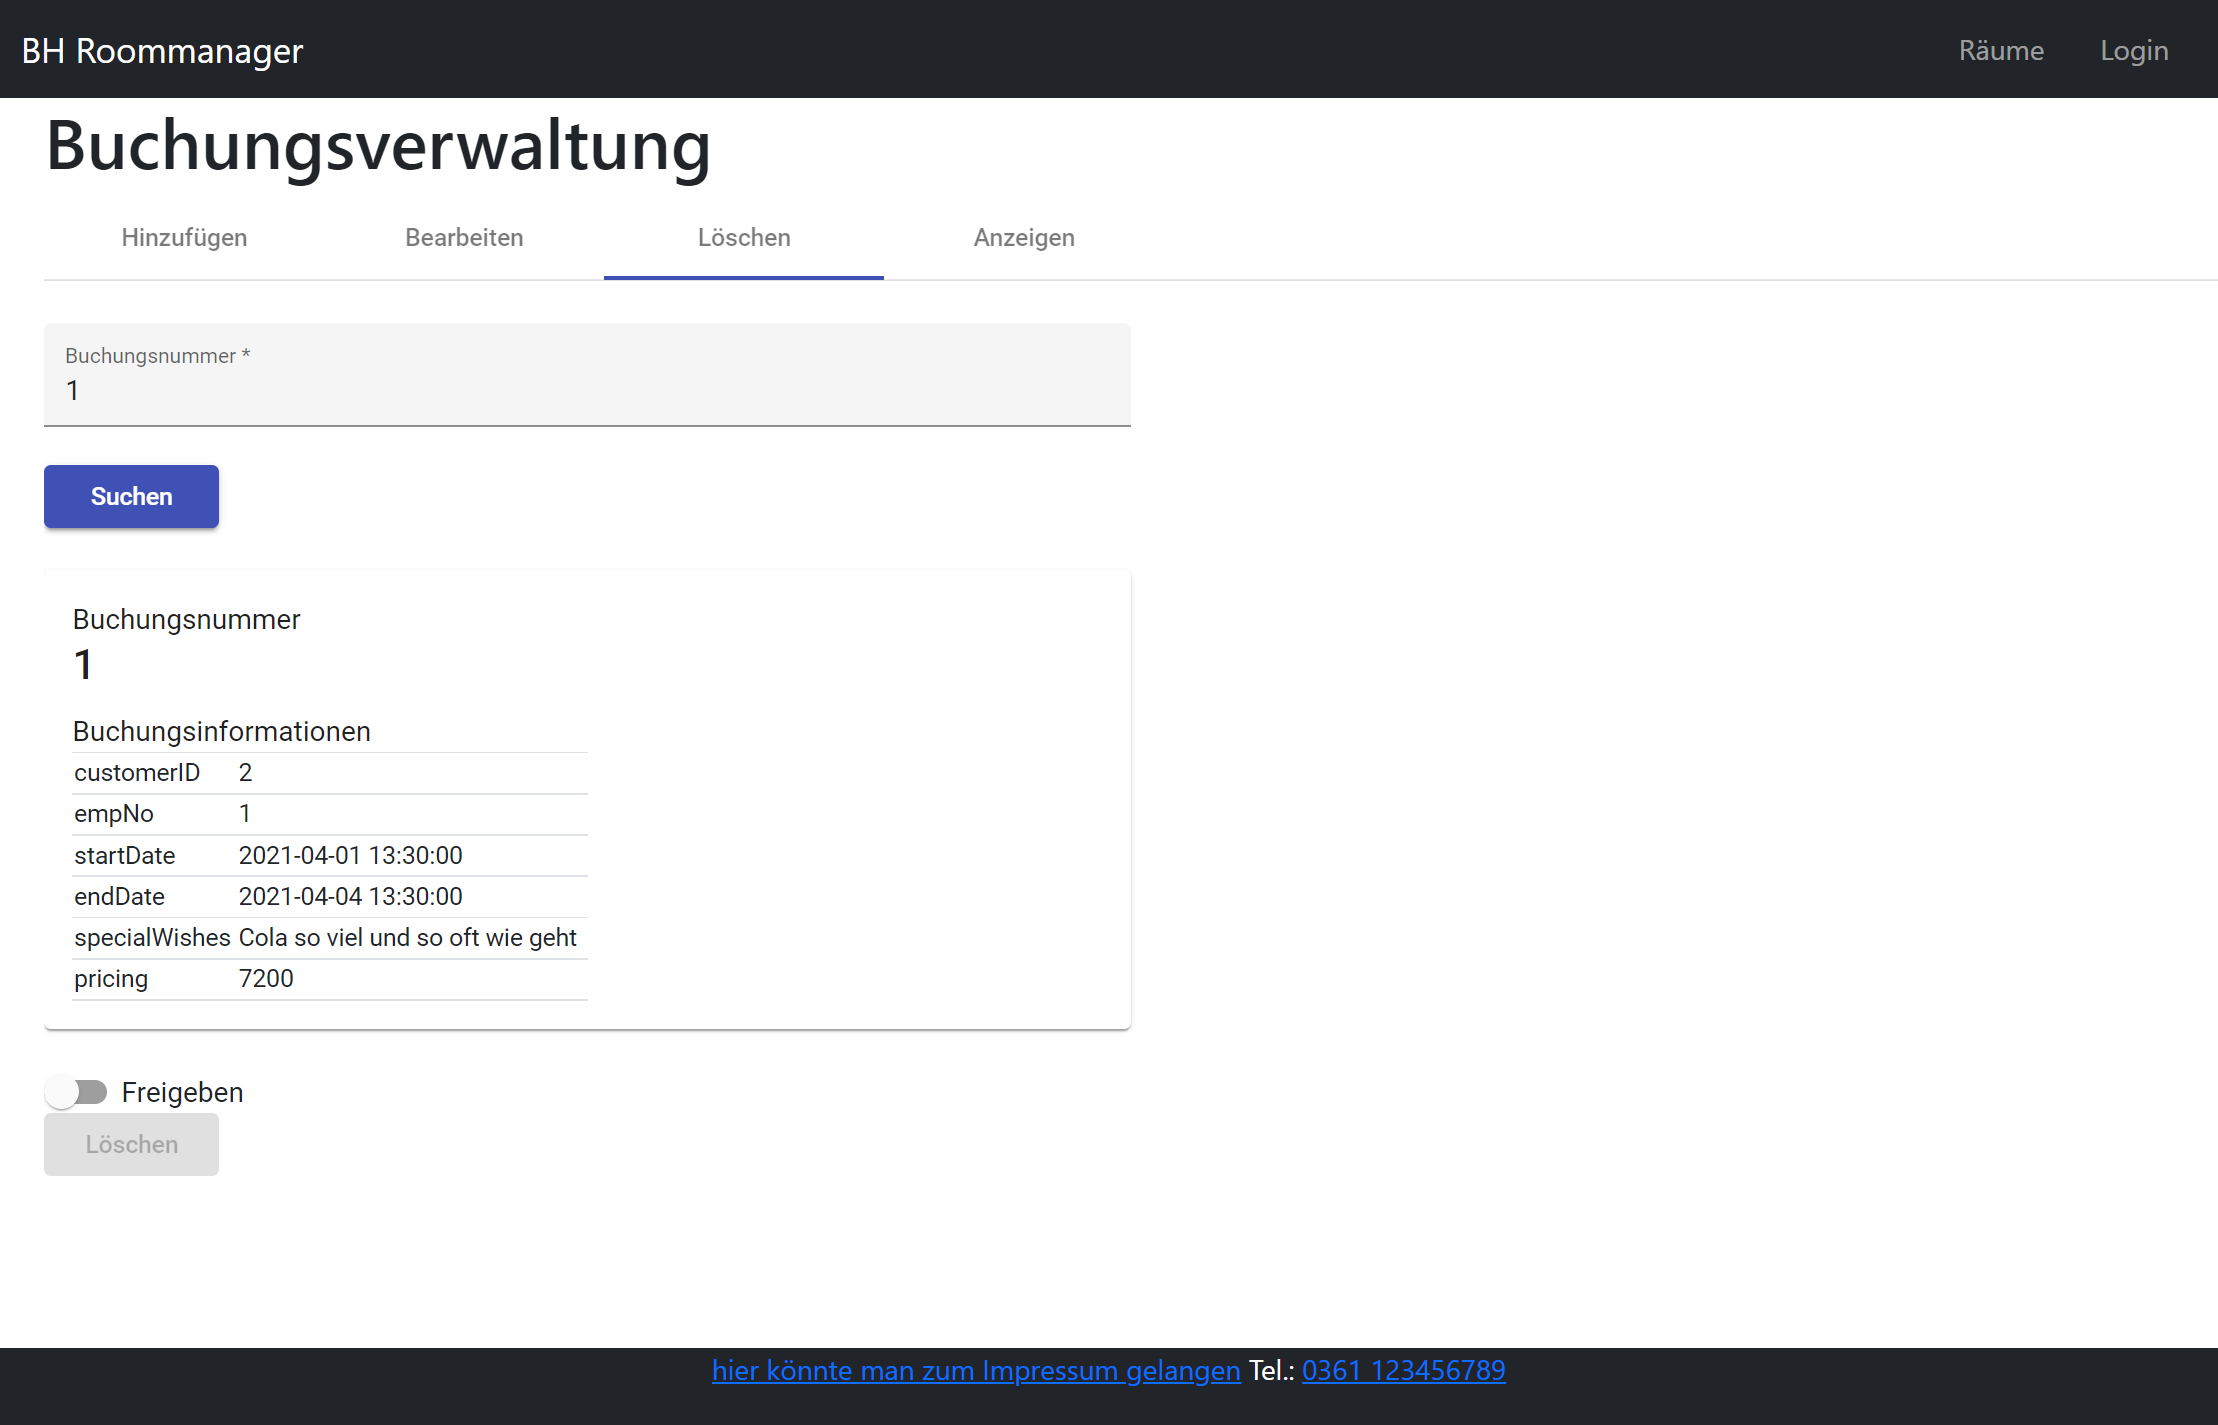 BH Roommanager Räume Login
Buchungsverwaltung
Hinzufügen Bearbeiten Löschen Anzeigen
Buchungsnummer *
1
Suchen
Buchungsnummer
1
Buchungsinformationen
customerID 2
empNo 1
startDate 2021-04-01 13:30:00
endDate 2021-04-04 13:30:00
specialWishes Cola so viel und so oft wie geht
pricing 7200
Freigeben
Löschen
hier könnte man zum Impressum gelangen Tel.: 0361 123456789